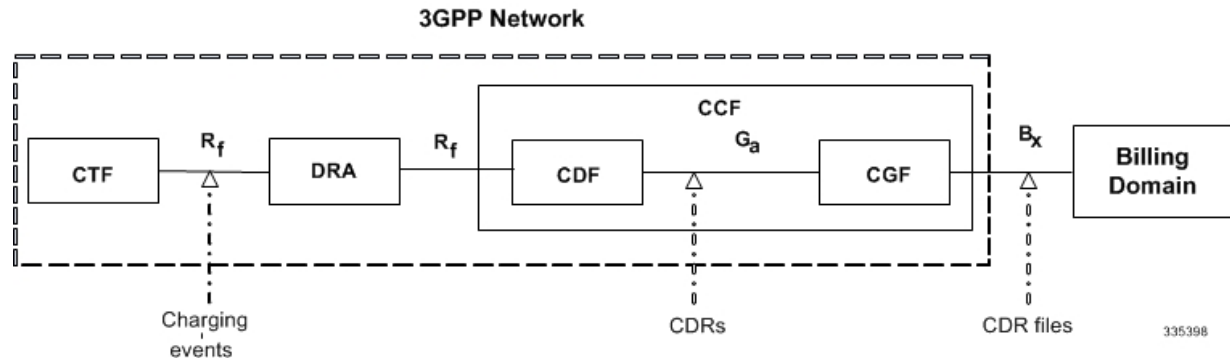 3GPP Network
CCF
Rf
Rf
Ga
Bx
CTF
DRA
CDF
CGF
Billing
Domain
Charging
events
CDRs
CDR files
335398